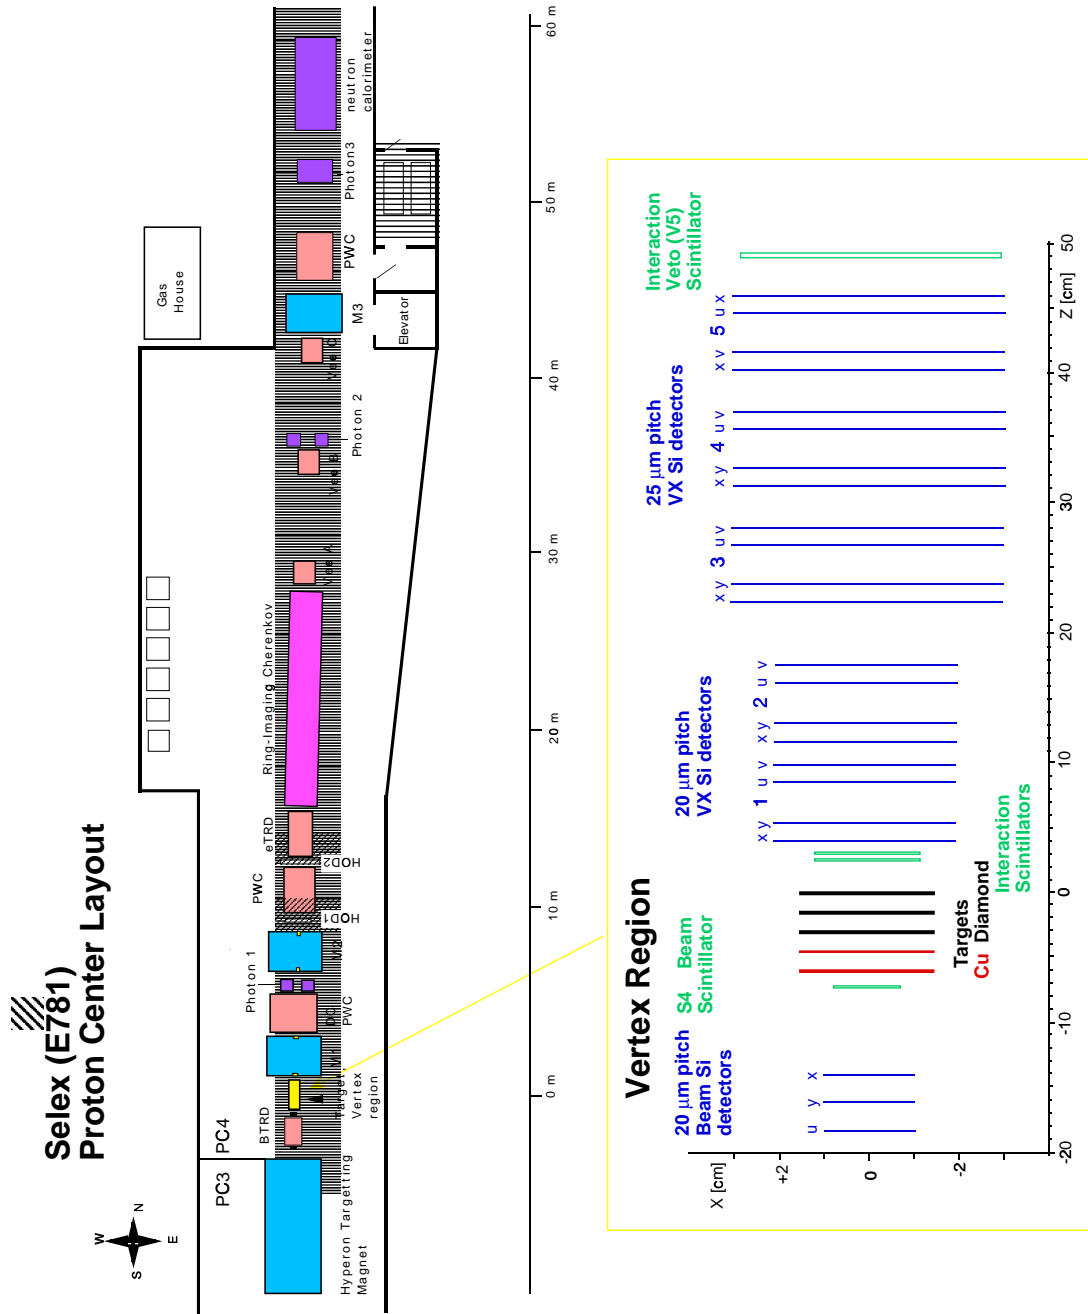 Selex (E781)
Proton Center Layout
W
N
S
E
PC3
PC4
Hyperon Targetting
Magnet
BTRD
Target,
Vertex
region
M1
DC
PWC
Photon 1
M2
HOD1
PWC
HOD2
eTRD
Ring-Imaging Cherenkov
Vee A
Vee B
Photon 2
Vee C
M3
PWC
Photon3
neutron
calorimeter
Gas
House
Elevator
0 m
10 m
20 m
30 m
40 m
50 m
60 m
Vertex Region
20 µm pitch
Beam Si
detectors
u
y
x
S4 Beam
Scintillator
Targets
Cu Diamond
Interaction
Scintillators
20 µm pitch
VX Si detectors
x y 1 u v
x y 2 u v
25 µm pitch
VX Si detectors
x y 3 u v
x y 4 u v
x v 5 u x
Interaction
Veto (V5)
Scintillator
X [cm]
+2
0
-2
-20
-10
0
10
20
30
40
50
Z [cm]